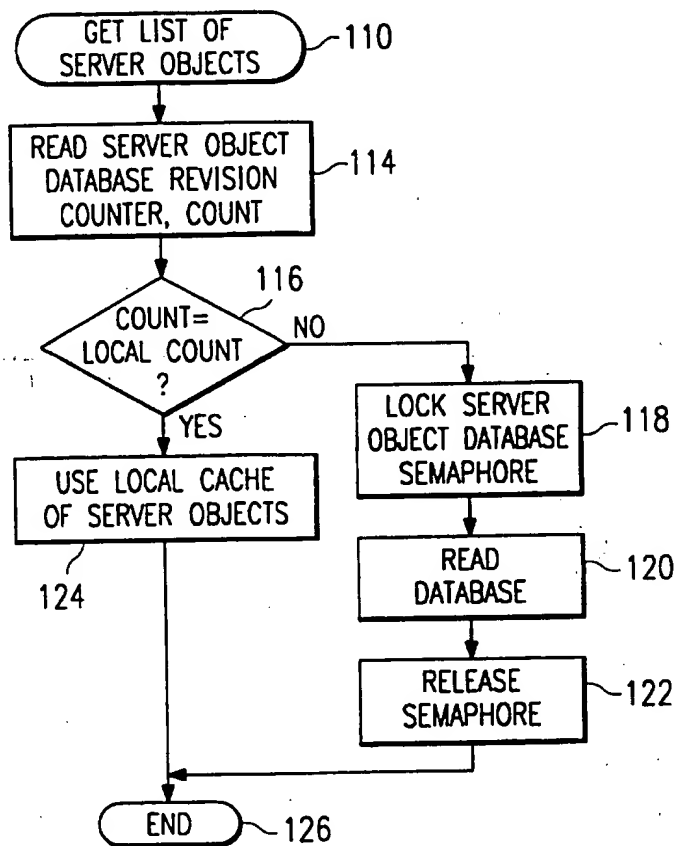 GET LIST OF
SERVER OBJECTS
110
READ SERVER OBJECT
DATABASE REVISION
COUNTER, COUNT
114
116
COUNT=
LOCAL COUNT
?
NO
YES
LOCK SERVER
OBJECT DATABASE
SEMAPHORE
118
USE LOCAL CACHE
OF SERVER OBJECTS
124
READ
DATABASE
120
RELEASE
SEMAPHORE
122
END
126